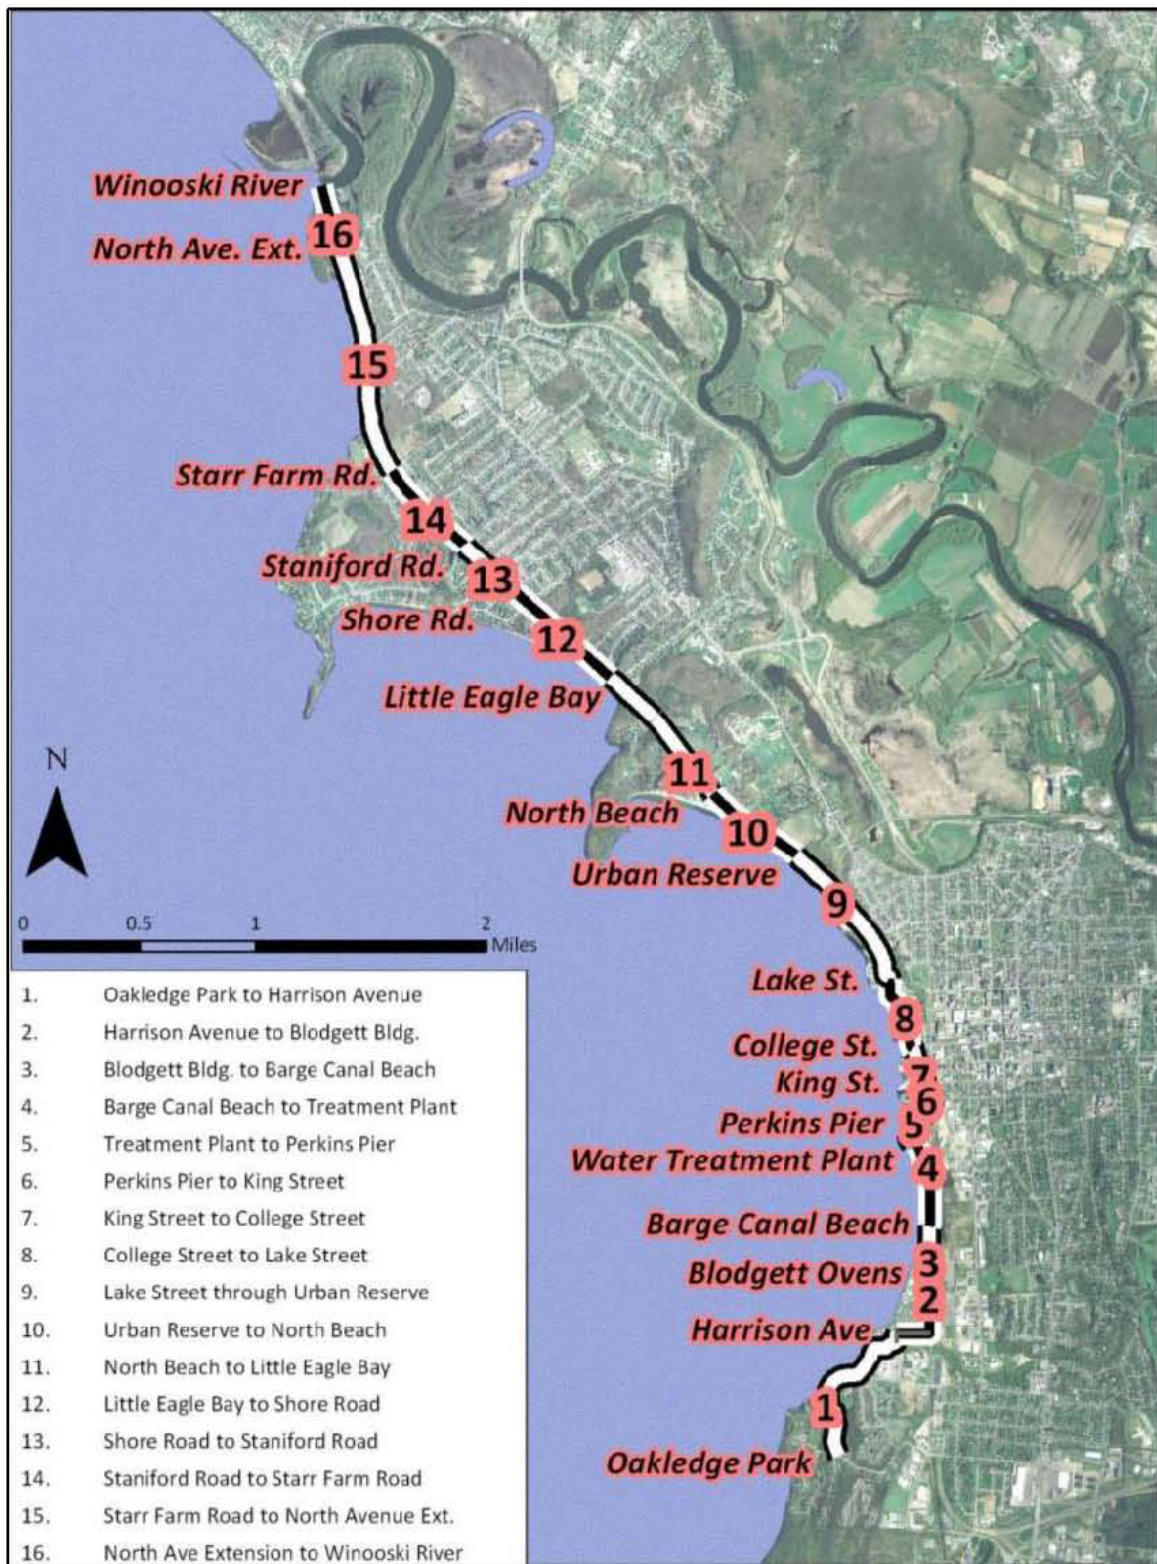 Winooski River
16
North Ave. Ext.
15
Starr Farm Rd.
14
Staniford Rd.
13
Shore Rd.
12
Little Eagle Bay
N
11
North Beach
10
Urban Reserve
9
0 0.5 1 2
Miles
Lake St.
8
College St.
7
King St.
6
Perkins Pier
5
Water Treatment Plant
4
Barge Canal Beach
3
Blodgett Ovens
2
Harrison Ave
1
Oakledge Park
1. Oakledge Park to Harrison Avenue
2. Harrison Avenue to Blodgett Bldg.
3. Blodgett Bldg. to Barge Canal Beach
4. Barge Canal Beach to Treatment Plant
5. Treatment Plant to Perkins Pier
6. Perkins Pier to King Street
7. King Street to College Street
8. College Street to Lake Street
9. Lake Street through Urban Reserve
10. Urban Reserve to North Beach
11. North Beach to Little Eagle Bay
12. Little Eagle Bay to Shore Road
13. Shore Road to Staniford Road
14. Staniford Road to Starr Farm Road
15. Starr Farm Road to North Avenue Ext.
16. North Ave Extension to Winooski River